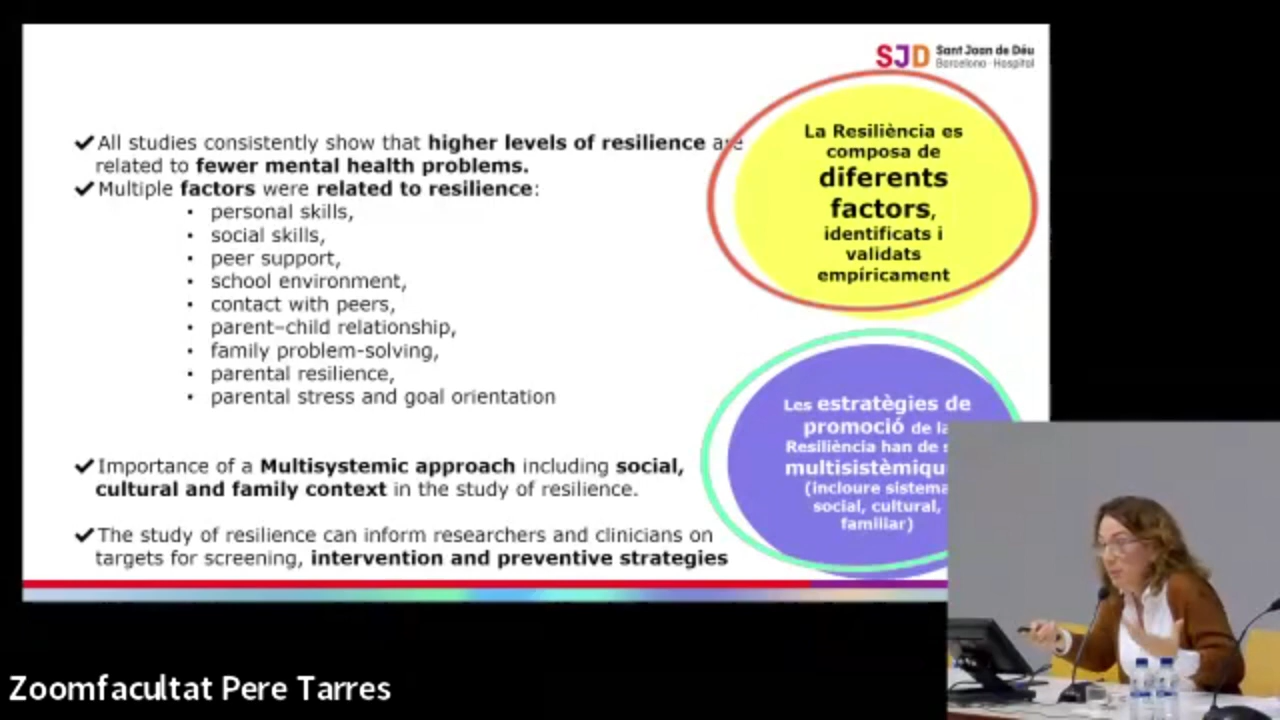 SJD Sant Joan de Déu
Barcelona · Hospital
✔All studies consistently show that higher levels of resilience are
related to fewer mental health problems.
✔Multiple factors were related to resilience:
• personal skills,
• social skills,
• peer support,
• school environment,
• contact with peers,
• parent–child relationship,
• family problem-solving,
• parental resilience,
• parental stress and goal orientation
✔Importance of a Multisystemic approach including social,
cultural and family context in the study of resilience.
✔The study of resilience can inform researchers and clinicians on
targets for screening, intervention and preventive strategies
La Resiliència es
composa de
diferents
factors,
identificats i
validats
empíricament
Les estratègies de
promoció de la
Resiliència han de
multisistèmiqu
(incloure sistema
social, cultural,
familiar)
Zoomfacultat Pere Tarres